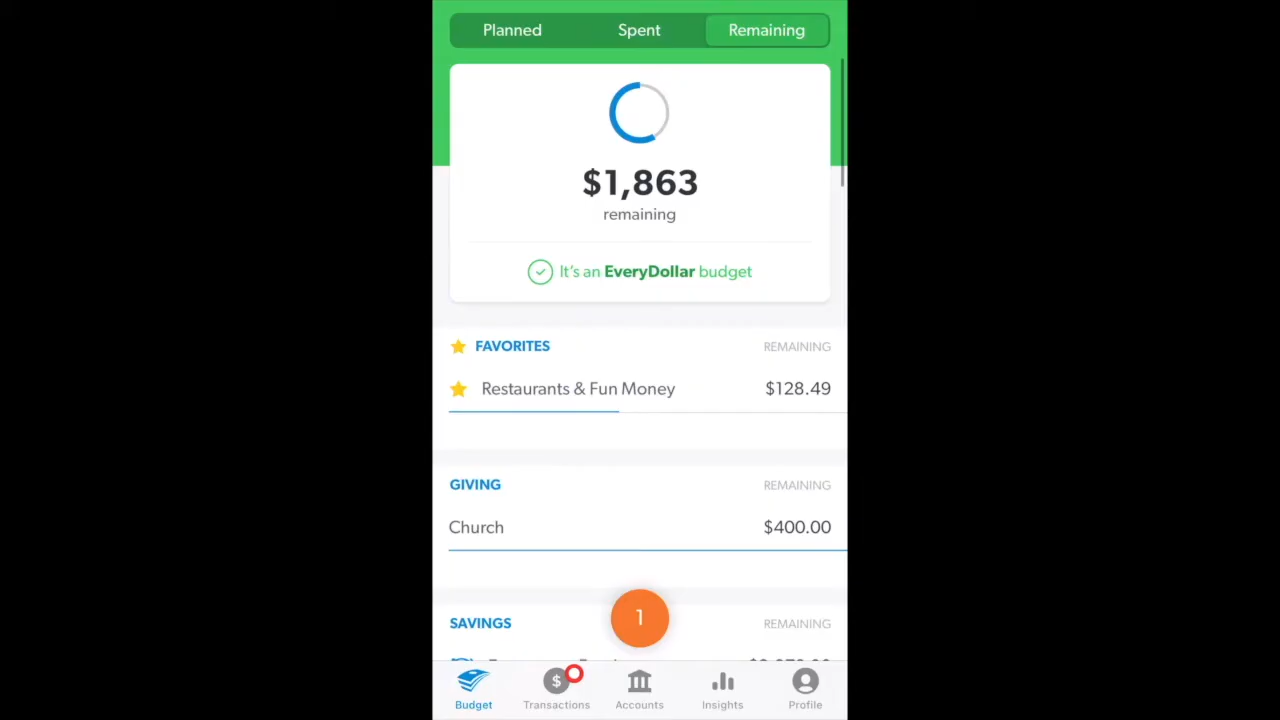 Planned Spent Remaining
$1,863
remaining
It's an EveryDollar budget
FAVORITES REMAINING
Restaurants & Fun Money $128.49
GIVING REMAINING
Church $400.00
1
SAVINGS REMAINING
$
Budget Transactions Accounts Insights Profile